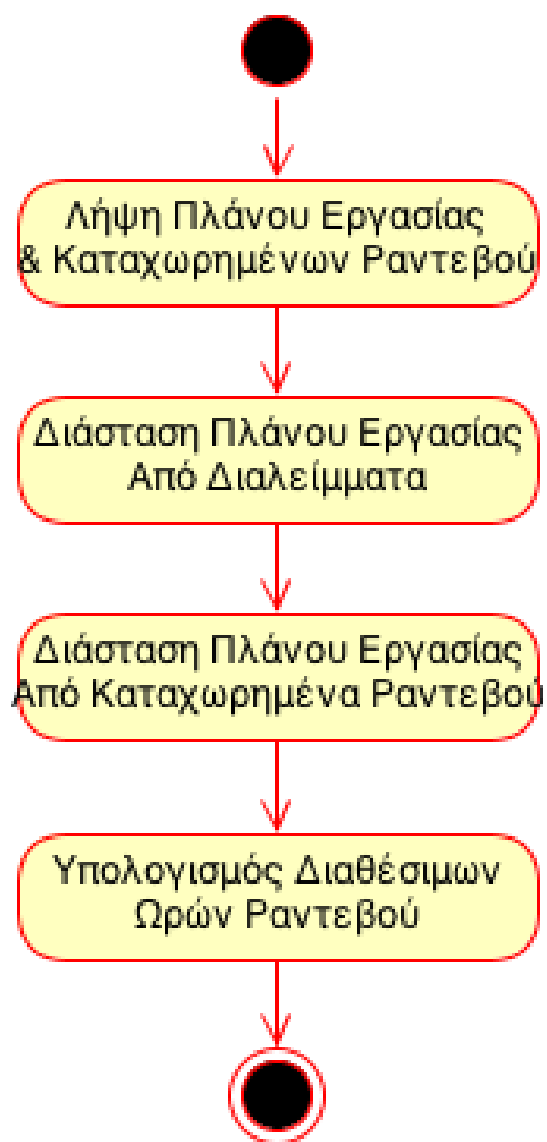 Λήψη Πλάνου Εργασίας
& Καταχωρημένων Ραντεβού
Διάσταση Πλάνου Εργασίας
Από Διαλείμματα
Διάσταση Πλάνου Εργασίας
Από Καταχωρημένα Ραντεβού
Υπολογισμός Διαθέσιμων
Ωρών Ραντεβού